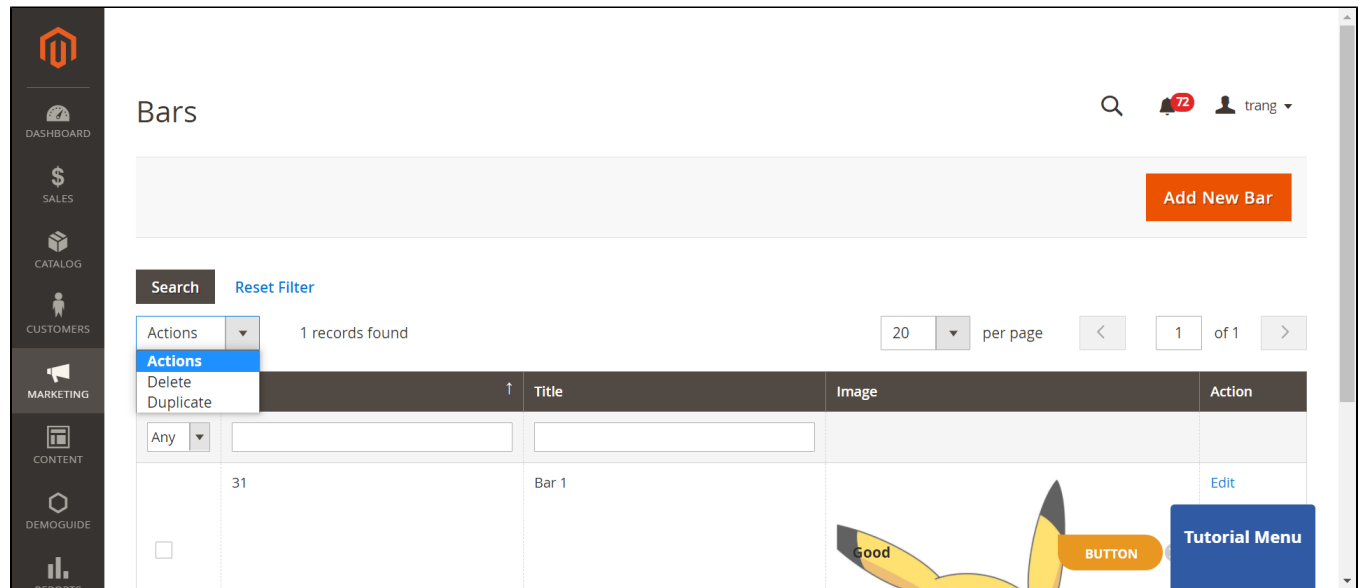 Bars
72
trang
DASHBOARD
SALES
CATALOG
CUSTOMERS
MARKETING
CONTENT
DEMOGUIDE
REPORTS
Add New Bar
Search
Reset Filter
Actions
1 records found
20
per page
1
of 1
Actions
Delete
Duplicate
Title
Image
Action
Any
31
Bar 1
Edit
Good
BUTTON
Tutorial Menu